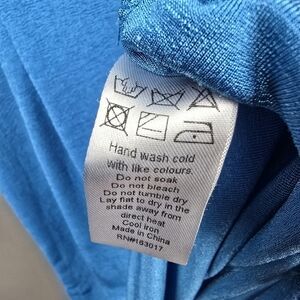 Hand wash cold
with like colours.
Do not soak
Do not bleach
Do not tumble dry
Lay flat to dry in the
shade away from
direct heat
Cool iron
Made in China
RN#163017